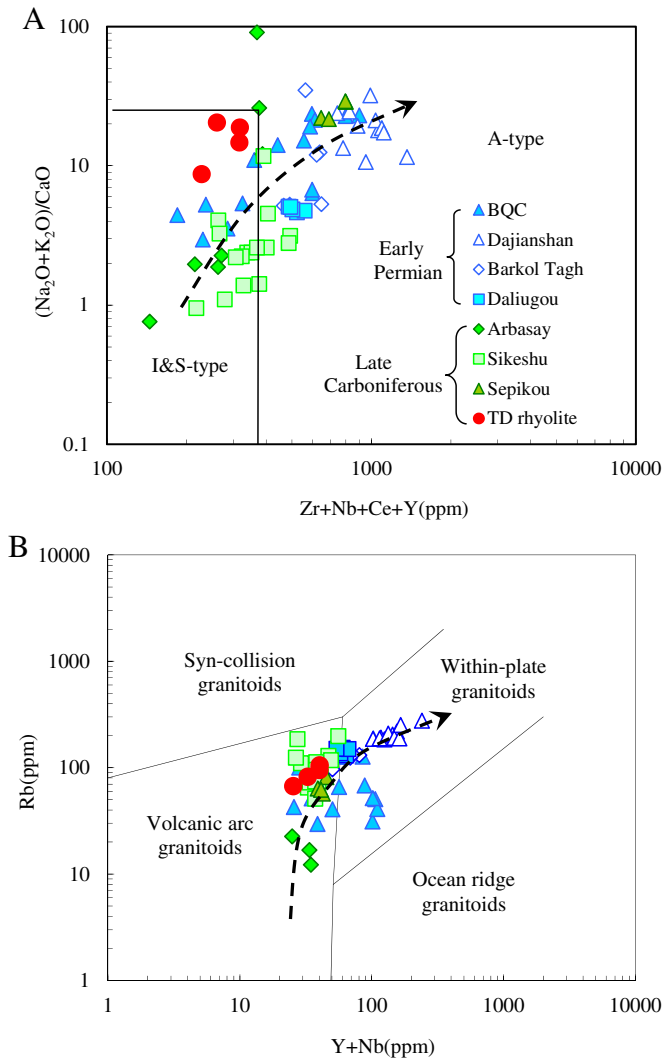 A
100
10
1
0.1
(Na₂O+K₂O)/CaO
A-type
I&S-type
Early
Permian
BQC
Dajianshan
Barkol Tagh
Daliugou
Late
Carboniferous
Arbasay
Sikeshu
Sepikou
TD rhyolite
100
1000
10000
Zr+Nb+Ce+Y(ppm)
B
10000
1000
100
10
1
Rb(ppm)
Syn-collision
granitoids
Within-plate
granitoids
Volcanic arc
granitoids
Ocean ridge
granitoids
1
10
100
1000
10000
Y+Nb(ppm)